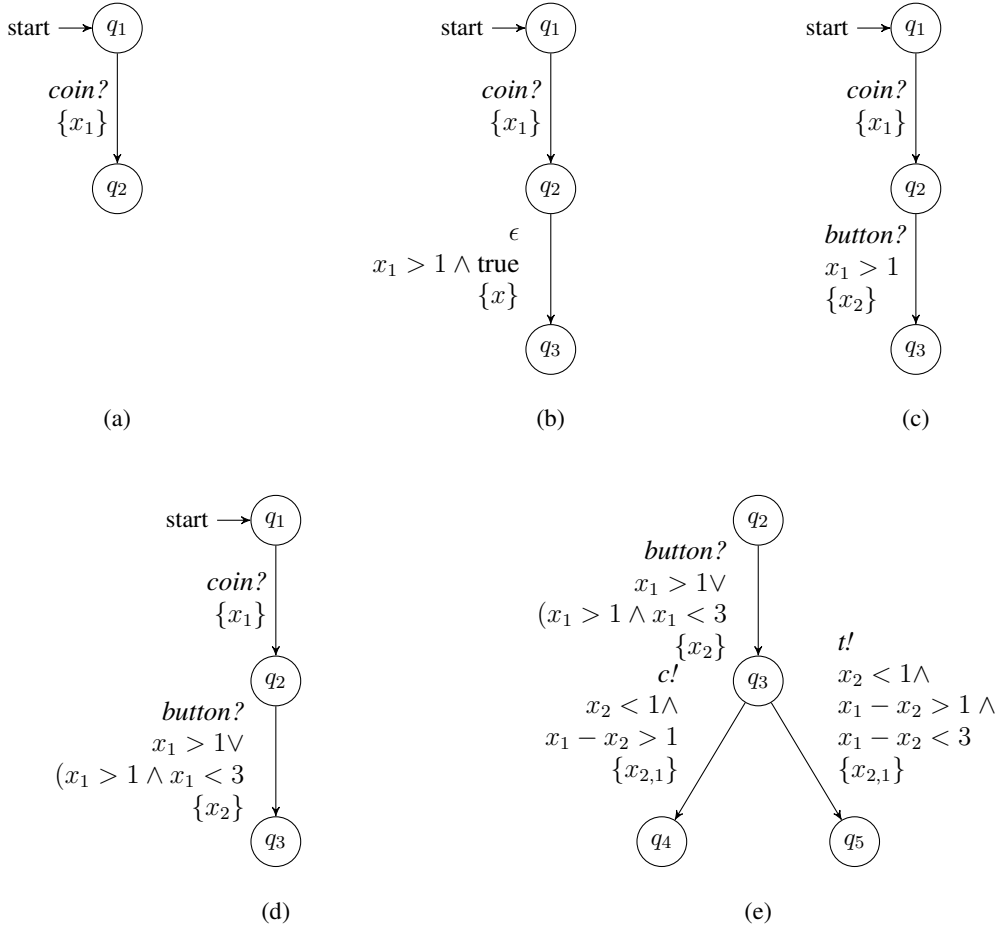 start q₁
coin?
{x₁}
q₂
(a)
start q₁
coin?
{x₁}
q₂
ϵ
x₁ > 1 ∧ true
{x}
q₃
(b)
start q₁
coin?
{x₁}
q₂
button?
x₁ > 1
{x₂}
q₃
(c)
start q₁
coin?
{x₁}
q₂
button?
x₁ > 1∨
(x₁ > 1 ∧ x₁ < 3
{x₂}
q₃
(d)
q₂
button?
x₁ > 1∨
(x₁ > 1 ∧ x₁ < 3
{x₂}
q₃
c!
x₂ < 1∧
x₁ − x₂ > 1
{x₂,₁}
t!
x₂ < 1∧
x₁ − x₂ > 1 ∧
x₁ − x₂ < 3
{x₂,₁}
q₄
q₅
(e)